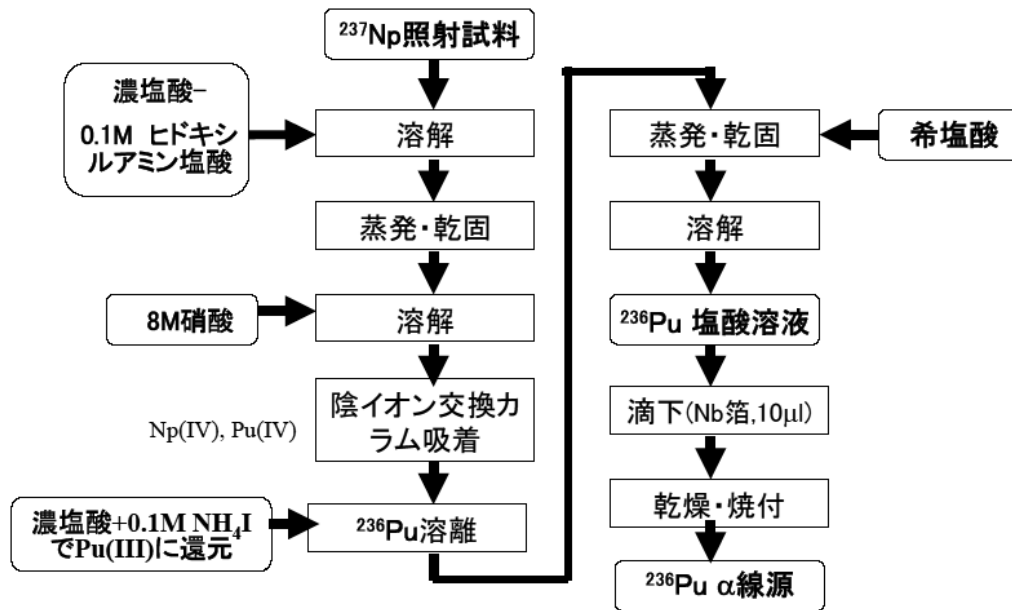 ²³⁷Np照射試料
濃塩酸−
0.1M ヒドキシ
ルアミン塩酸
溶解
蒸発・乾固
8M硝酸
溶解
陰イオン交換カ
ラム吸着
Np(IV), Pu(IV)
濃塩酸+0.1M NH₄I
でPu(III)に還元
²³⁶Pu溶離
蒸発・乾固
希塩酸
溶解
²³⁶Pu 塩酸溶液
滴下(Nb箔,10μl)
乾燥・焼付
²³⁶Pu α線源